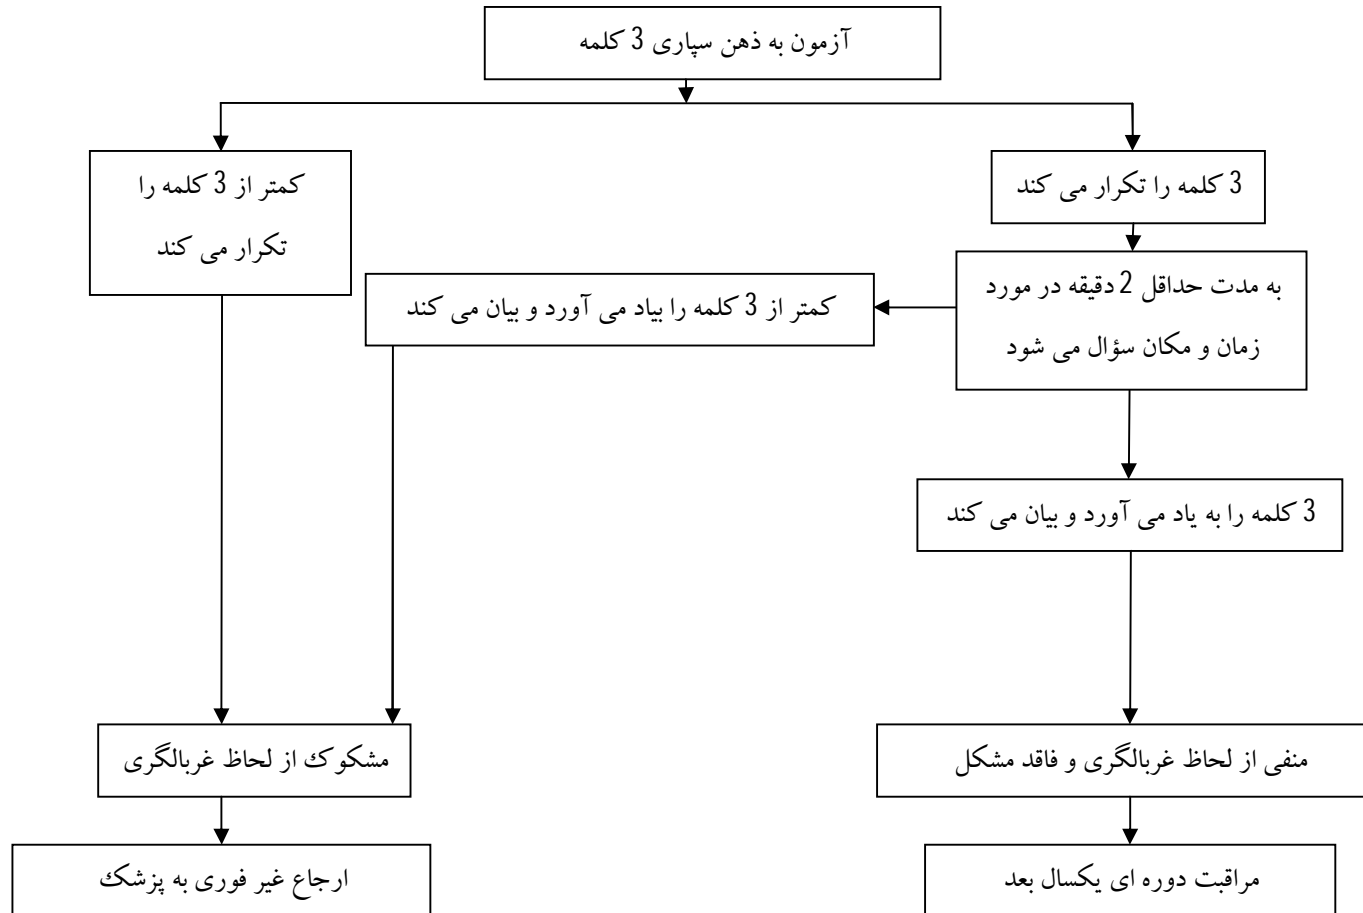 آزمون به ذهن سپاری 3 کلمه
3 کلمه را تکرار می کند
کمتر از 3 کلمه را
تکرار می کند
به مدت حداقل 2 دقیقه در مورد
زمان و مکان سؤال می شود
کمتر از 3 کلمه را بیاد می آورد و بیان می کند
3 کلمه را به یاد می آورد و بیان می کند
منفی از لحاظ غربالگری و فاقد مشکل
مشکوک از لحاظ غربالگری
مراقبت دوره ای یکسال بعد
ارجاع غیر فوری به پزشک